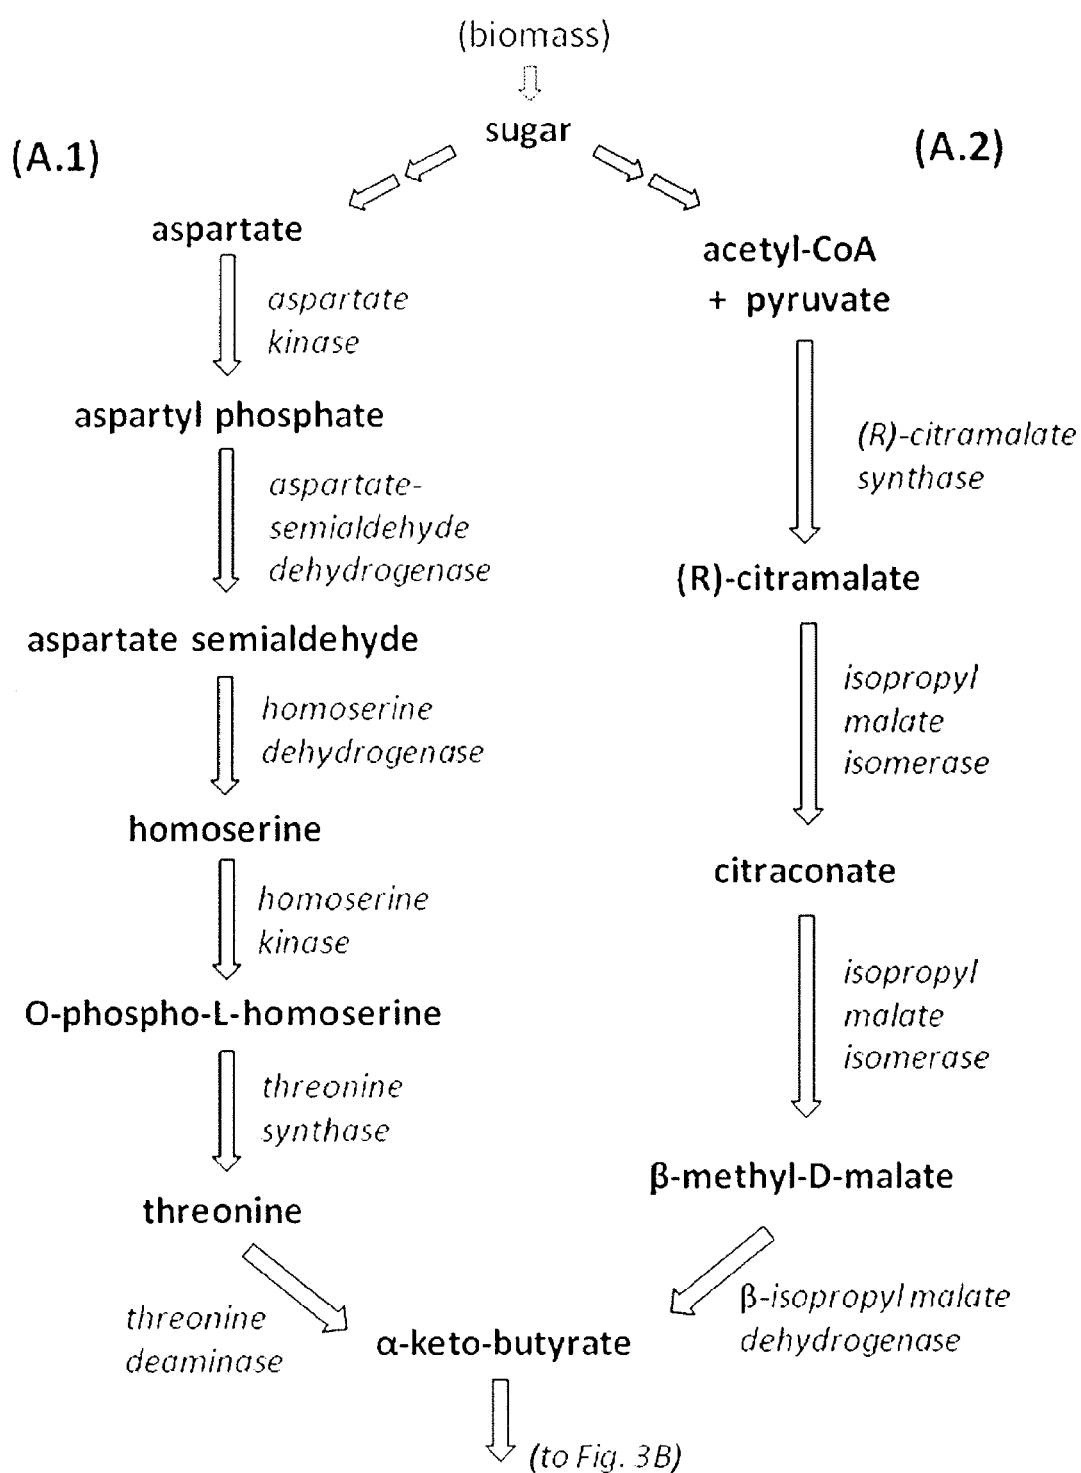 (biomass)
sugar
(A.1)
aspartate
aspartate
kinase
aspartyl phosphate
aspartate-
semialdehyde
dehydrogenase
aspartate semialdehyde
homoserine
dehydrogenase
homoserine
homoserine
kinase
O-phospho-L-homoserine
threonine
synthase
threonine
threonine
deaminase
(A.2)
acetyl-CoA
+ pyruvate
(R)-citramalate
synthase
(R)-citramalate
isopropyl
malate
isomerase
citraconate
isopropyl
malate
isomerase
β-methyl-D-malate
β-isopropyl malate
dehydrogenase
α-keto-butyrate
(to Fig. 3B)